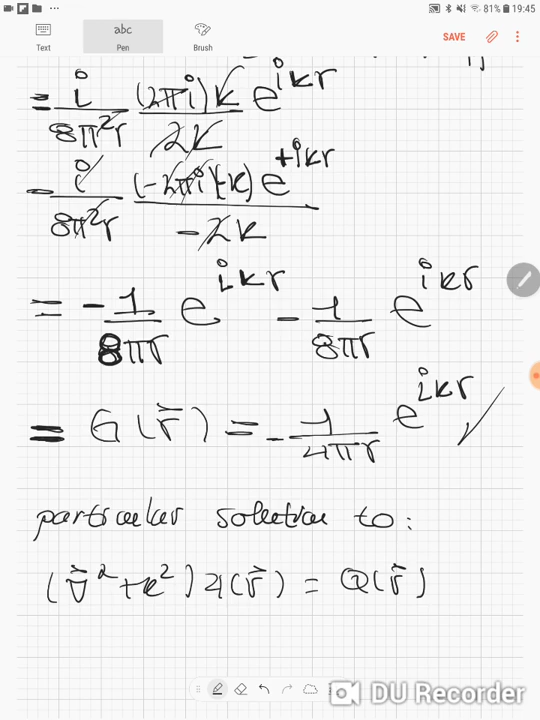 81% 19:45
abc
Text Pen Brush SAVE
= i/8π²r (2πi)k/2k e^ikr
- i/8π²r (-2πi)(-k)e^+ikr/-2k
= -1/8πr e^ikr - 1/8πr e^ikr
= G(r⃗) = -1/4πr e^ikr
particular solution to:
(∇⃗² + k²) ψ(r⃗) = Q(r⃗)
DU Recorder